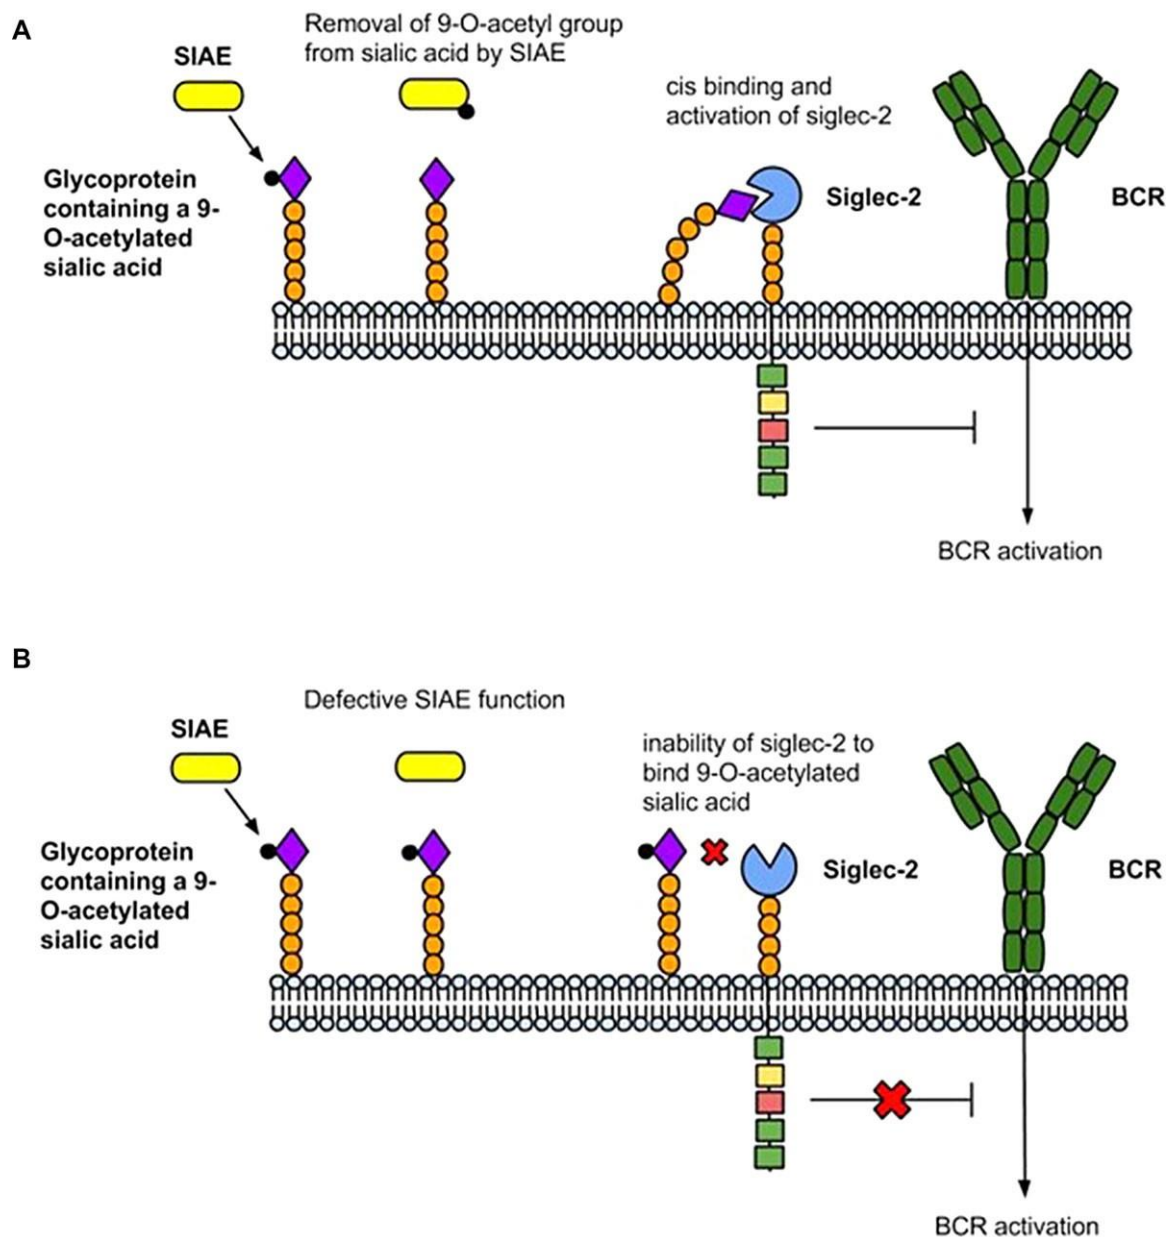 A
Removal of 9-O-acetyl group
from sialic acid by SIAE
SIAE
cis binding and
activation of siglec-2
Glycoprotein
containing a 9-
O-acetylated
sialic acid
Siglec-2
BCR
BCR activation
B
Defective SIAE function
SIAE
inability of siglec-2 to
bind 9-O-acetylated
sialic acid
Glycoprotein
containing a 9-
O-acetylated
sialic acid
Siglec-2
BCR
BCR activation